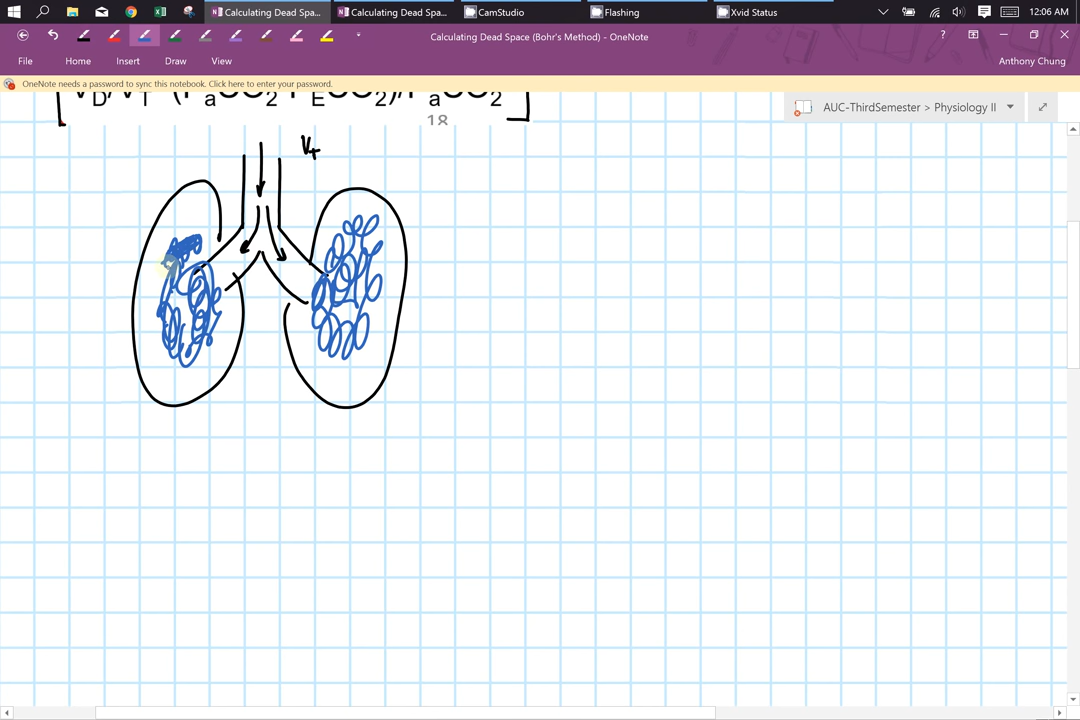 Calculating Dead Spa...
Calculating Dead Spa...
CamStudio
Flashing
Xvid Status
12:06 AM
Calculating Dead Space (Bohr's Method) - OneNote
?
File
Home
Insert
Draw
View
Anthony Chung
OneNote needs a password to sync this notebook. Click here to enter your password.
AUC-ThirdSemester > Physiology II
18
VT